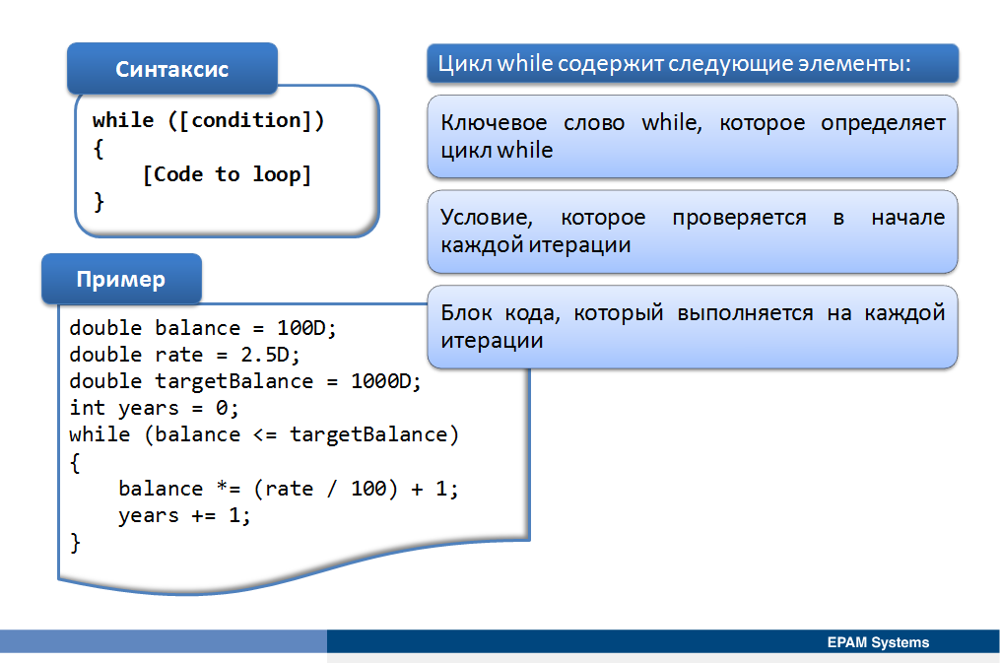 Синтаксис
while ([condition])
{
    [Code to loop]
}
Пример
double balance = 100D;
double rate = 2.5D;
double targetBalance = 1000D;
int years = 0;
while (balance <= targetBalance)
{
    balance *= (rate / 100) + 1;
    years += 1;
}
Цикл while содержит следующие элементы:
Ключевое слово while, которое определяет
цикл while
Условие, которое проверяется в начале
каждой итерации
Блок кода, который выполняется на каждой
итерации
EPAM Systems